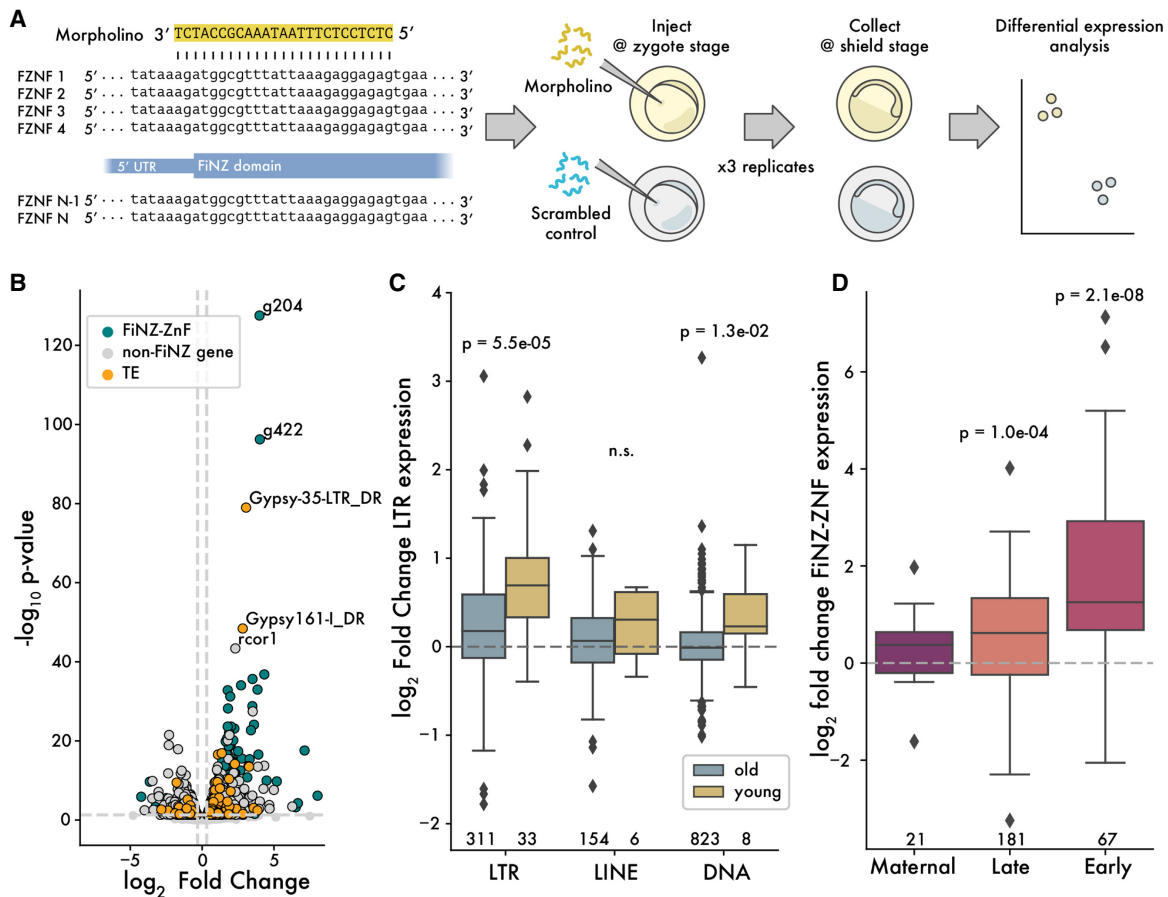 A
Morpholino 3' TCTACCGCAAATAATTTCTCCTCTC 5'
FZNF 1 5' ... tataaagatggcgtttattaaagaggagagtgaa ... 3'
FZNF 2 5' ... tataaagatggcgtttattaaagaggagagtgaa ... 3'
FZNF 3 5' ... tataaagatggcgtttattaaagaggagagtgaa ... 3'
FZNF 4 5' ... tataaagatggcgtttattaaagaggagagtgaa ... 3'
5' UTR FiNZ domain
FZNF N-1 5' ... tataaagatggcgtttattaaagaggagagtgaa ... 3'
FZNF N 5' ... tataaagatggcgtttattaaagaggagagtgaa ... 3'
Morpholino
Scrambled
control
Inject
@ zygote stage
x3 replicates
Collect
@ shield stage
Differential expression
analysis
B
-log10 p-value
120
100
80
60
40
20
0
FiNZ-ZnF
non-FiNZ gene
TE
g204
g422
Gypsy-35-LTR_DR
Gypsy161-I_DR
rcor1
−5 0 5
log2 Fold Change
C
log2 Fold Change LTR expression
4
3
2
1
0
−1
−2
p = 5.5e-05
n.s.
p = 1.3e-02
old
young
311 33 154 6 823 8
LTR LINE DNA
D
log2 fold change FiNZ-ZNF expression
6
4
2
0
−2
p = 2.1e-08
p = 1.0e-04
21 181 67
Maternal Late Early